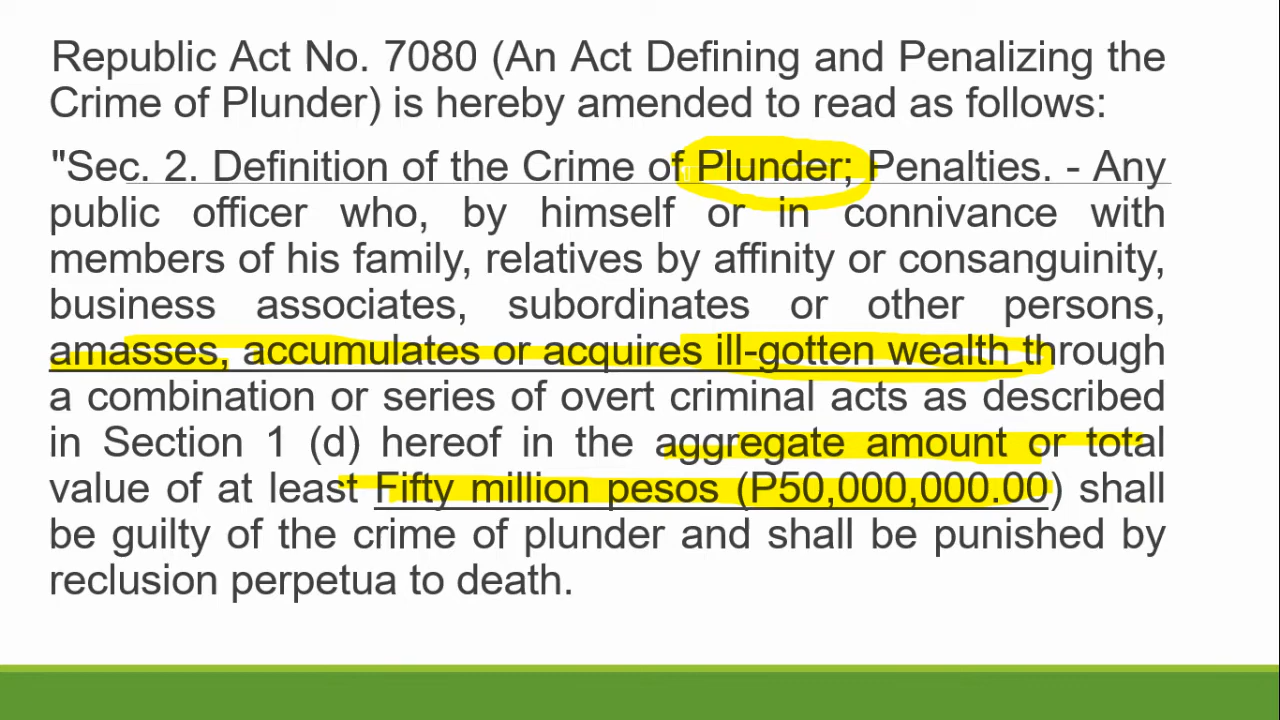 Republic Act No. 7080 (An Act Defining and Penalizing the
Crime of Plunder) is hereby amended to read as follows:
"Sec. 2. Definition of the Crime of Plunder; Penalties. - Any
public officer who, by himself or in connivance with
members of his family, relatives by affinity or consanguinity,
business associates, subordinates or other persons,
amasses, accumulates or acquires ill-gotten wealth through
a combination or series of overt criminal acts as described
in Section 1 (d) hereof in the aggregate amount or total
value of at least Fifty million pesos (P50,000,000.00) shall
be guilty of the crime of plunder and shall be punished by
reclusion perpetua to death.